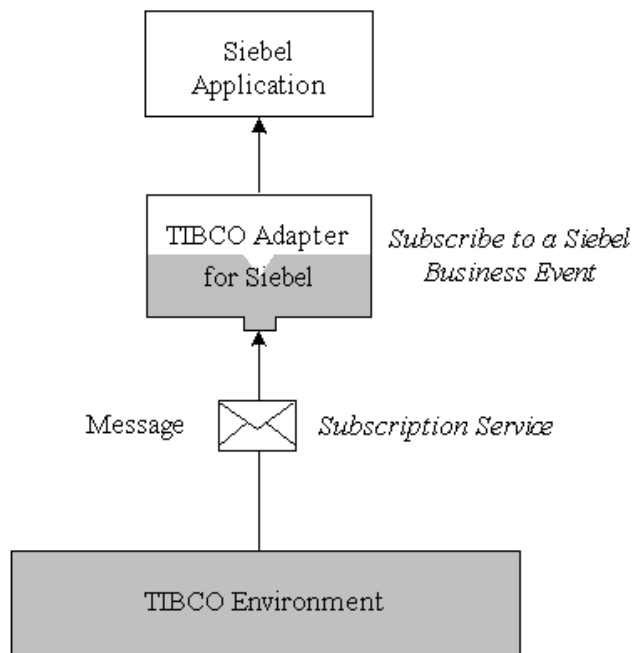 Siebel
Application
TIBCO Adapter
for Siebel
Subscribe to a Siebel
Business Event
Message
Subscription Service
TIBCO Environment